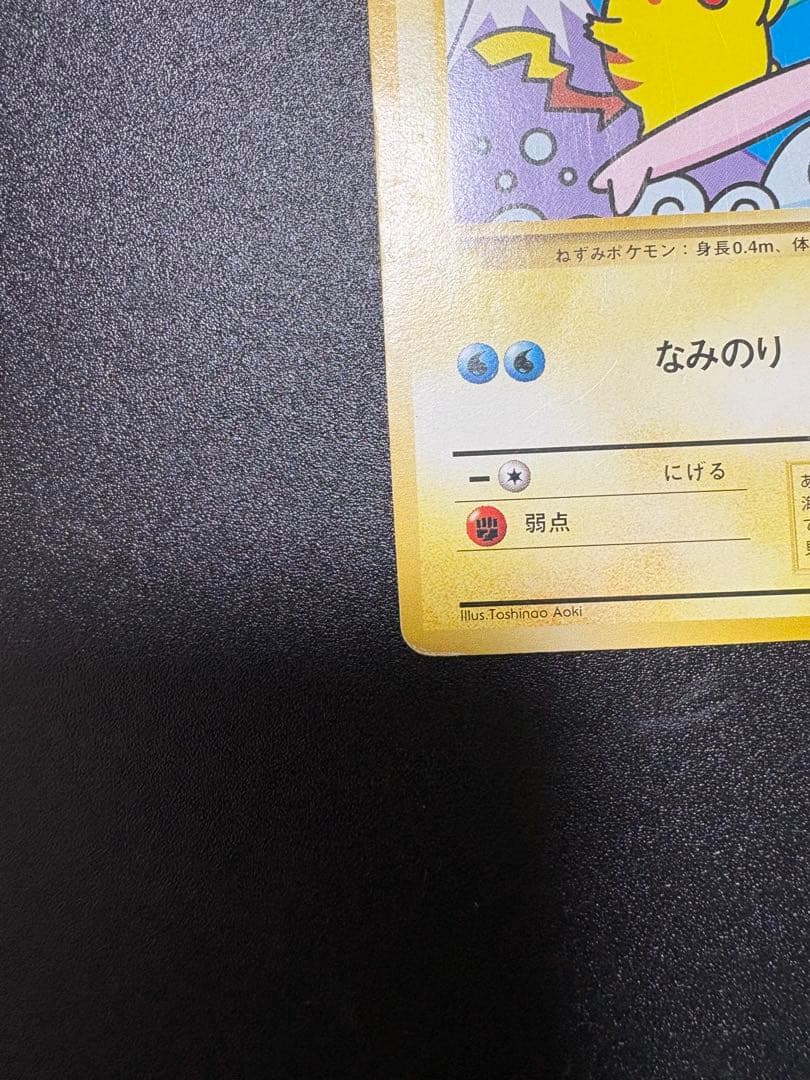 ねずみポケモン：身長0.4m、体
なみのり
にげる
弱点
Illus.Toshinao Aoki